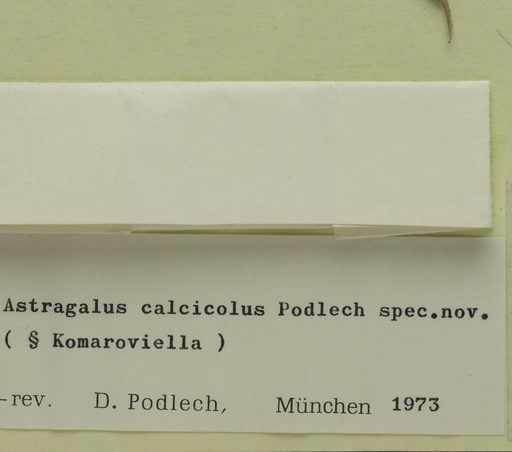 Astragalus calcicolus Podlech spec.nov.
( § Komaroviella )
-rev. D. Podlech, München 1973